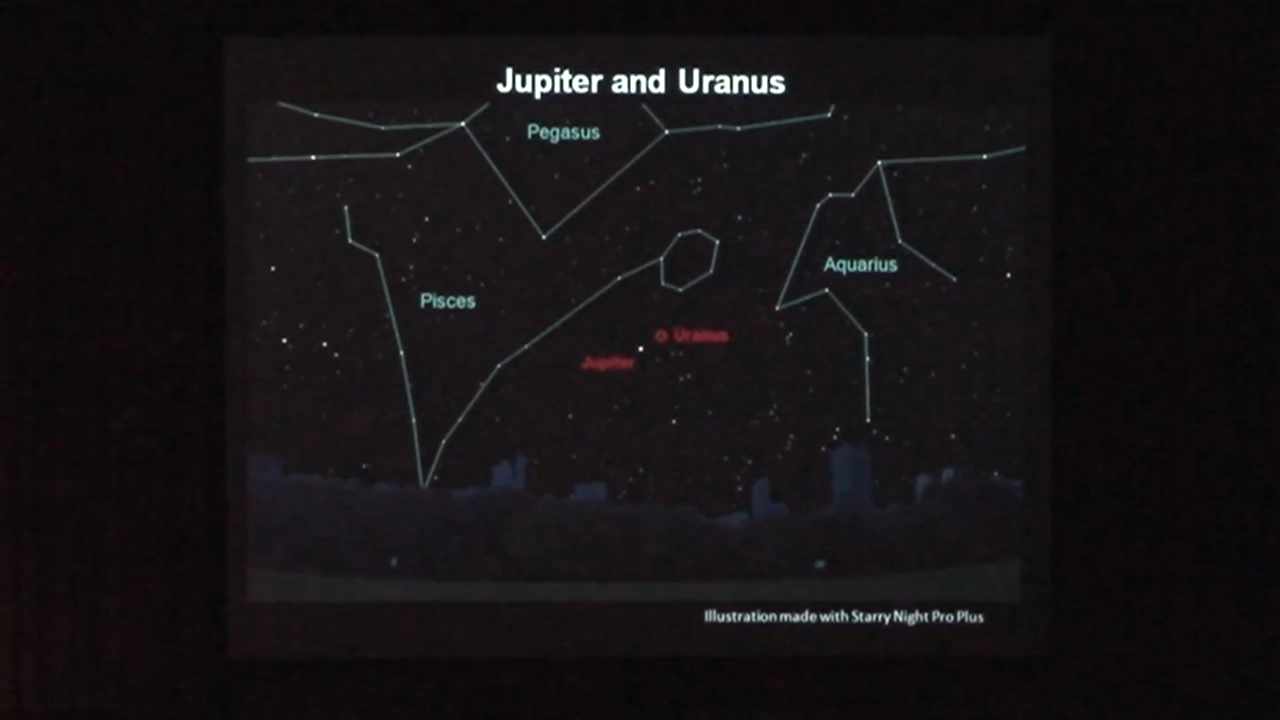 Jupiter and Uranus
Pegasus
Aquarius
Pisces
Uranus
Jupiter
Illustration made with Starry Night Pro Plus